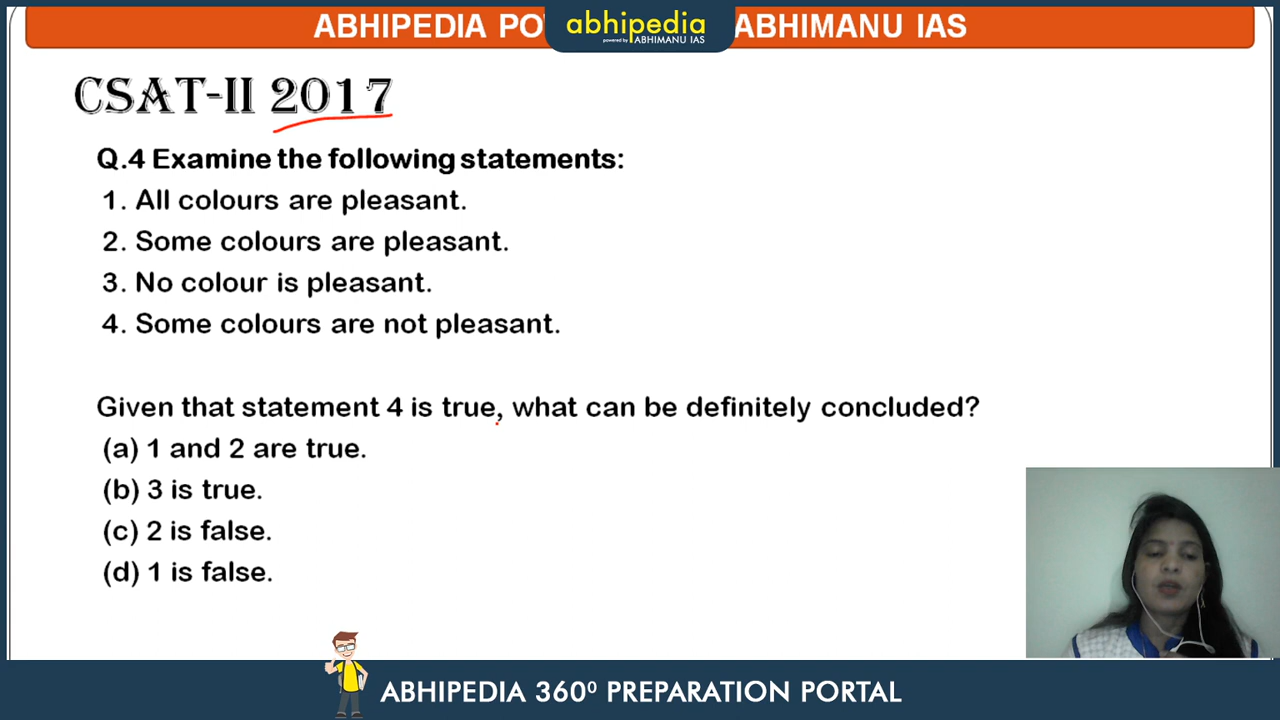 ABHIPEDIA PO
abhipedia
powered by ABHIMANU IAS
ABHIMANU IAS
CSAT-II 2017
Q.4 Examine the following statements:
1. All colours are pleasant.
2. Some colours are pleasant.
3. No colour is pleasant.
4. Some colours are not pleasant.
Given that statement 4 is true, what can be definitely concluded?
(a) 1 and 2 are true.
(b) 3 is true.
(c) 2 is false.
(d) 1 is false.
ABHIPEDIA 360⁰ PREPARATION PORTAL